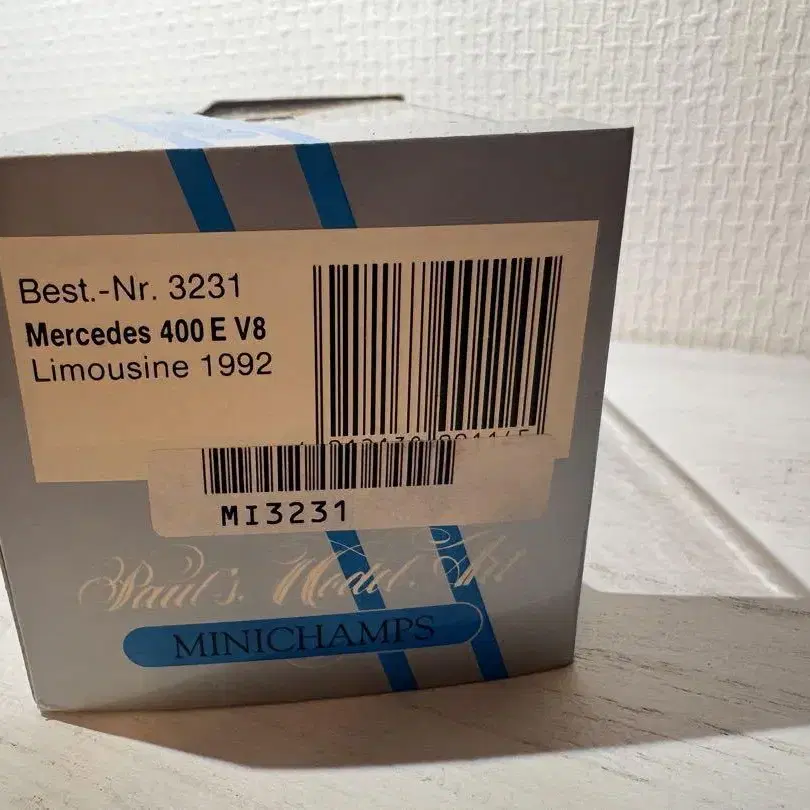 Best.-Nr. 3231
Mercedes 400 E V8
Limousine 1992
MI3231
Paul's Model Art
MINICHAMPS